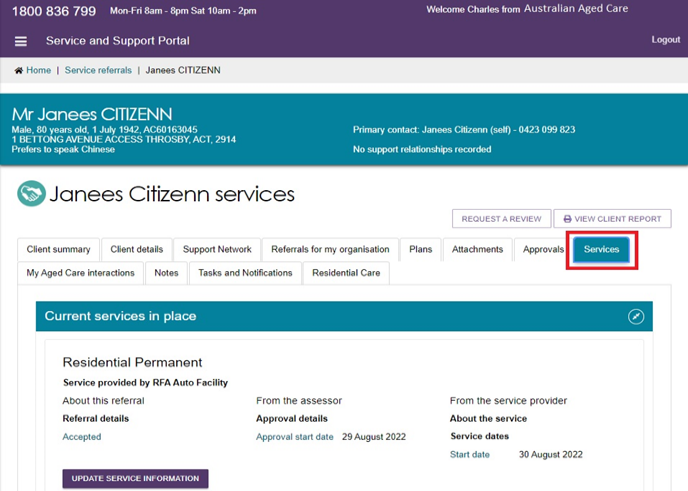 1800 836 799 Mon-Fri 8am - 8pm Sat 10am - 2pm Welcome Charles from Australian Aged Care
Service and Support Portal Logout
Home | Service referrals | Janees CITIZENN
Mr Janees CITIZENN
Male, 80 years old, 1 July 1942, AC60163045 Primary contact: Janees Citizenn (self) - 0423 099 823
1 BETTONG AVENUE ACCESS THROSBY, ACT, 2914
Prefers to speak Chinese No support relationships recorded
Janees Citizenn services
REQUEST A REVIEW VIEW CLIENT REPORT
Client summary Client details Support Network Referrals for my organisation Plans Attachments Approvals Services
My Aged Care interactions Notes Tasks and Notifications Residential Care
Current services in place
Residential Permanent
Service provided by RFA Auto Facility
About this referral From the assessor From the service provider
Referral details Approval details About the service
Accepted Approval start date 29 August 2022 Service dates
Start date 30 August 2022
UPDATE SERVICE INFORMATION